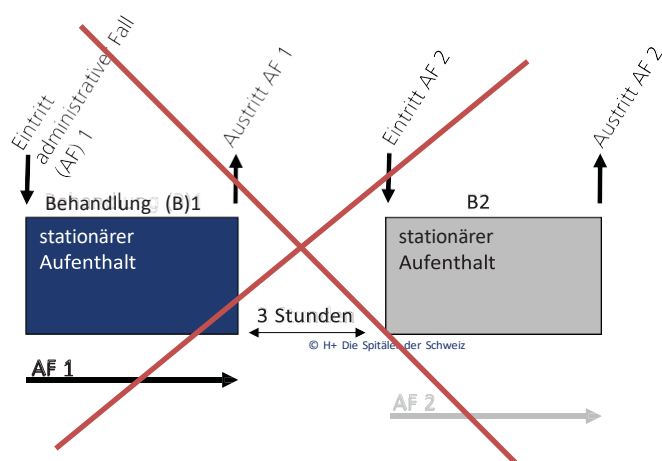 Eintritt
administrativer Fall
(AF) 1
Austritt AF 1
Eintritt AF 2
Austritt AF 2
Behandlung (B)1
B2
stationärer
Aufenthalt
stationärer
Aufenthalt
3 Stunden
© H+ Die Spitäler der Schweiz
AF 1
AF 2